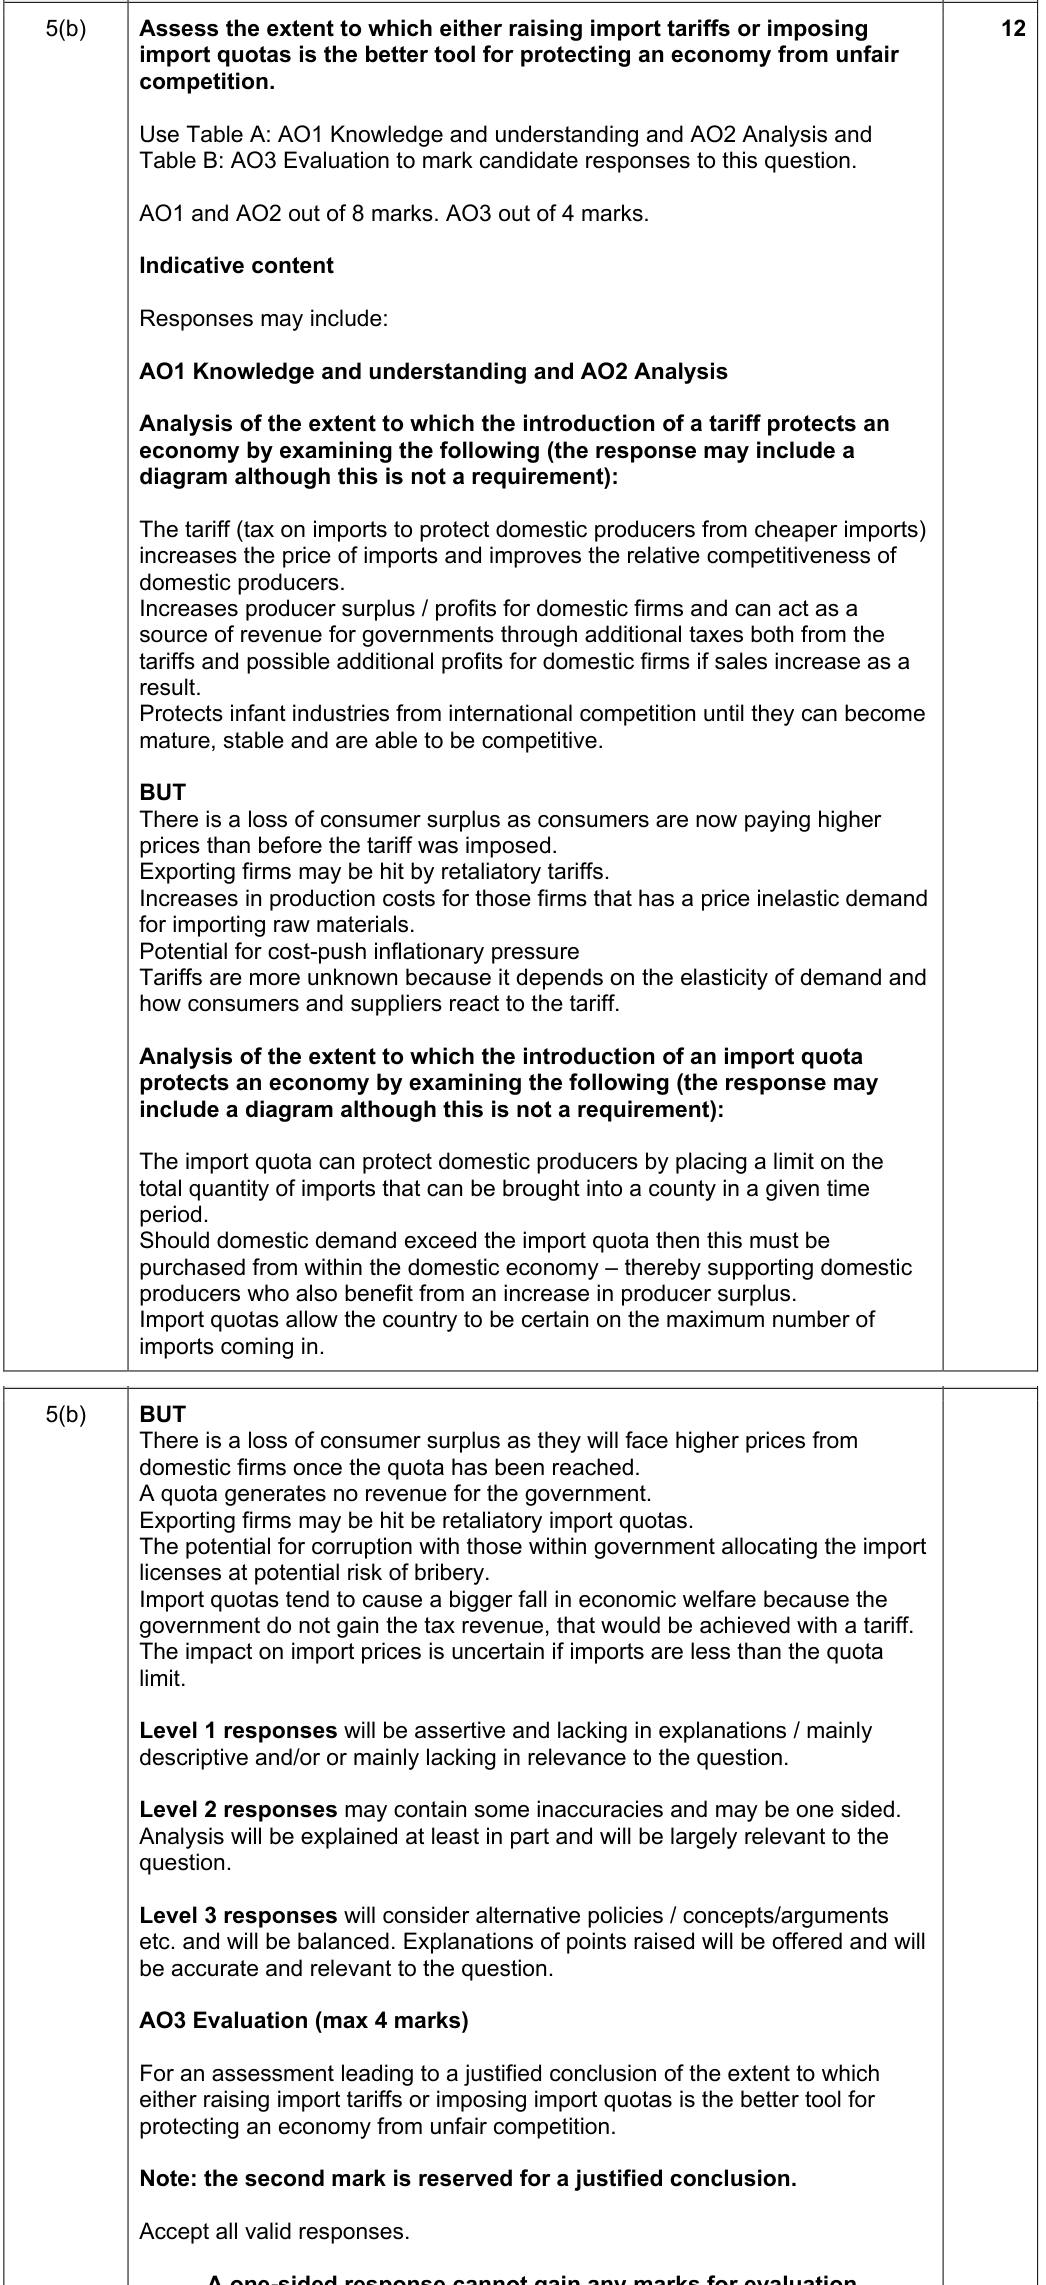 5(b)
Assess the extent to which either raising import tariffs or imposing
import quotas is the better tool for protecting an economy from unfair
competition.
12
Use Table A: AO1 Knowledge and understanding and AO2 Analysis and
Table B: AO3 Evaluation to mark candidate responses to this question.
AO1 and AO2 out of 8 marks. AO3 out of 4 marks.
Indicative content
Responses may include:
AO1 Knowledge and understanding and AO2 Analysis
Analysis of the extent to which the introduction of a tariff protects an
economy by examining the following (the response may include a
diagram although this is not a requirement):
The tariff (tax on imports to protect domestic producers from cheaper imports)
increases the price of imports and improves the relative competitiveness of
domestic producers.
Increases producer surplus / profits for domestic firms and can act as a
source of revenue for governments through additional taxes both from the
tariffs and possible additional profits for domestic firms if sales increase as a
result.
Protects infant industries from international competition until they can become
mature, stable and are able to be competitive.
BUT
There is a loss of consumer surplus as consumers are now paying higher
prices than before the tariff was imposed.
Exporting firms may be hit by retaliatory tariffs.
Increases in production costs for those firms that has a price inelastic demand
for importing raw materials.
Potential for cost-push inflationary pressure
Tariffs are more unknown because it depends on the elasticity of demand and
how consumers and suppliers react to the tariff.
Analysis of the extent to which the introduction of an import quota
protects an economy by examining the following (the response may
include a diagram although this is not a requirement):
The import quota can protect domestic producers by placing a limit on the
total quantity of imports that can be brought into a county in a given time
period.
Should domestic demand exceed the import quota then this must be
purchased from within the domestic economy – thereby supporting domestic
producers who also benefit from an increase in producer surplus.
Import quotas allow the country to be certain on the maximum number of
imports coming in.
5(b)
BUT
There is a loss of consumer surplus as they will face higher prices from
domestic firms once the quota has been reached.
A quota generates no revenue for the government.
Exporting firms may be hit be retaliatory import quotas.
The potential for corruption with those within government allocating the import
licenses at potential risk of bribery.
Import quotas tend to cause a bigger fall in economic welfare because the
government do not gain the tax revenue, that would be achieved with a tariff.
The impact on import prices is uncertain if imports are less than the quota
limit.
Level 1 responses will be assertive and lacking in explanations / mainly
descriptive and/or or mainly lacking in relevance to the question.
Level 2 responses may contain some inaccuracies and may be one sided.
Analysis will be explained at least in part and will be largely relevant to the
question.
Level 3 responses will consider alternative policies / concepts/arguments
etc. and will be balanced. Explanations of points raised will be offered and will
be accurate and relevant to the question.
AO3 Evaluation (max 4 marks)
For an assessment leading to a justified conclusion of the extent to which
either raising import tariffs or imposing import quotas is the better tool for
protecting an economy from unfair competition.
Note: the second mark is reserved for a justified conclusion.
Accept all valid responses.
A one-sided response cannot gain any marks for evaluation